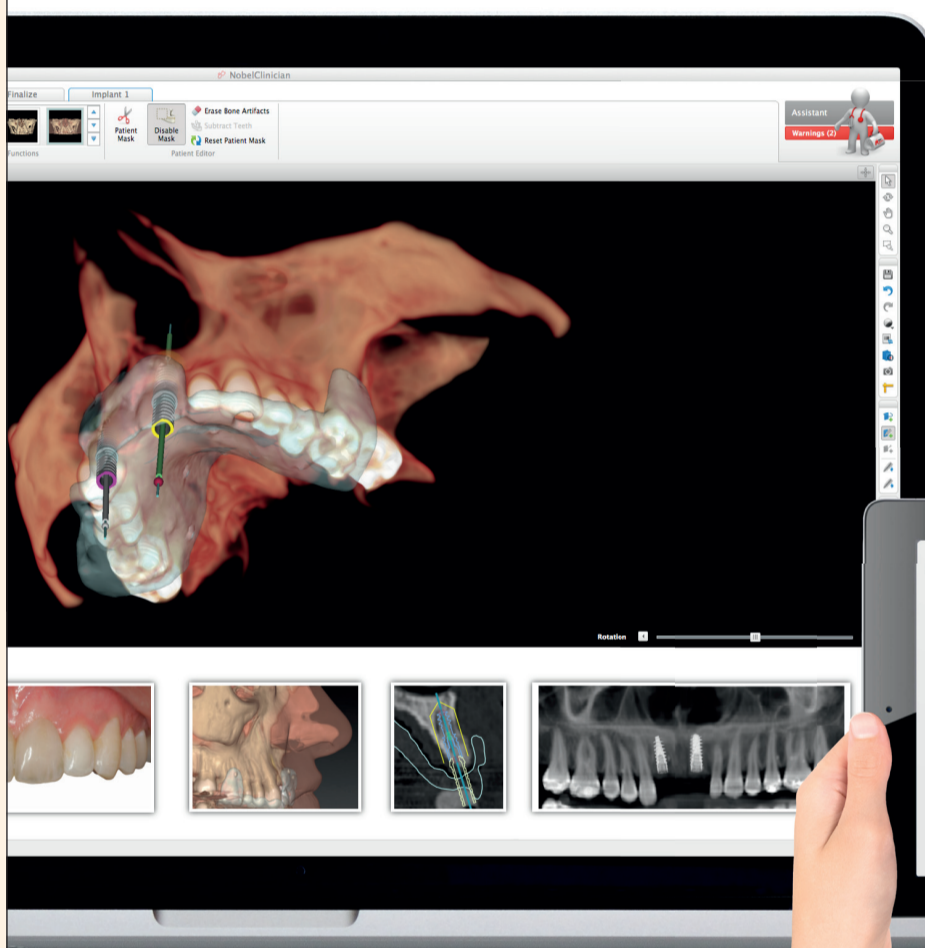 NobelClinician
Finalize
Implant 1
Functions
Patient
Mask
Disable
Mask
Erase Bone Artifacts
Subtract Teeth
Reset Patient Mask
Patient Editor
Assistant
Warnings (2)
Rotation